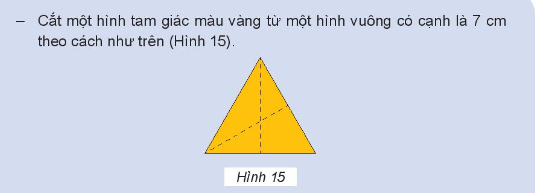 – Cắt một hình tam giác màu vàng từ một hình vuông có cạnh là 7 cm
theo cách như trên (Hình 15).
Hình 15